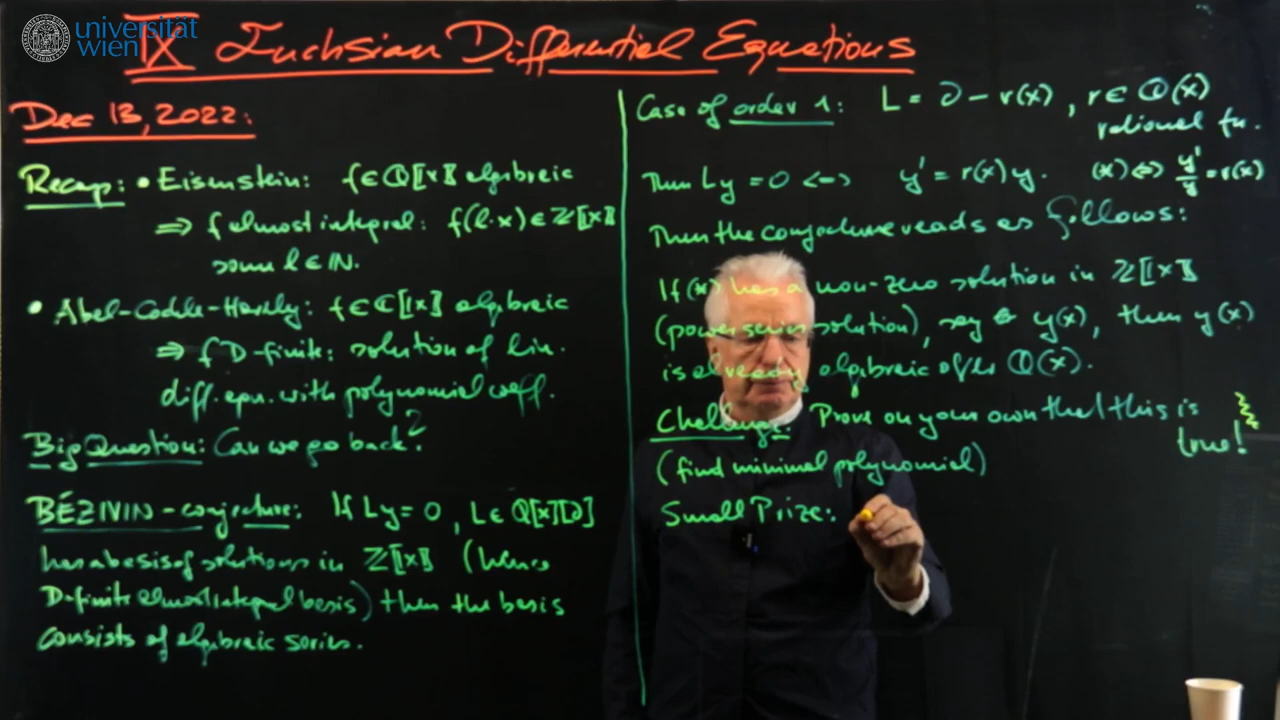 universität
wien
IX Fuchsian Differential Equations
Dec 13, 2022:
Recap: • Eisenstein: f ∈ Q[[x]] algebraic
⇒ f almost integral: f(l·x) ∈ Z[[x]]
some l ∈ N.
• Abel-Cockle-Harley: f ∈ C[[x]] algebraic
⇒ f D-finite: solution of lin.
diff. eqn. with polynomial coeff.
Big Question: Can we go back?
BÉZIVIN-conjecture: If Ly = 0, L ∈ Q[x][∂]
has a basis of solutions in Z[[x]] (hence
D-finite almost integral basis) then the basis
consists of algebraic series.
Case of order 1: L = ∂ - r(x), r ∈ Q(x)
rational fu.
Then Ly = 0 <-> y' = r(x)y. (*) <=> y'/y = r(x)
Then the conjecture reads as follows:
If (*) has a non-zero solution in Z[[x]]
(power series solution), say y(x), then y(x)
is already algebraic over Q(x).
Challenge: Prove on your own that this is
true!
(find minimal polynomial)
Small Prize: